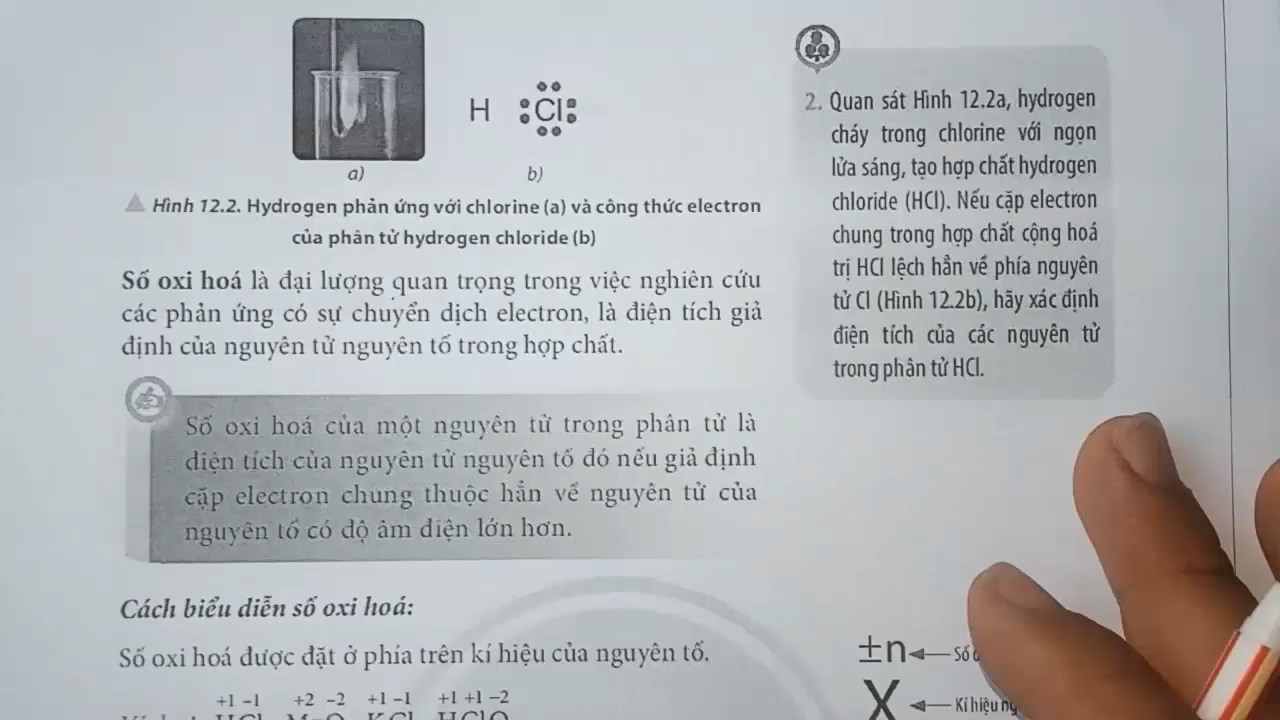 H Cl
a) b)
Hình 12.2. Hydrogen phản ứng với chlorine (a) và công thức electron
của phân tử hydrogen chloride (b)
Số oxi hoá là đại lượng quan trọng trong việc nghiên cứu
các phản ứng có sự chuyển dịch electron, là điện tích giả
định của nguyên tử nguyên tố trong hợp chất.
Số oxi hoá của một nguyên tử trong phân tử là
điện tích của nguyên tử nguyên tố đó nếu giả định
cặp electron chung thuộc hẳn về nguyên tử của
nguyên tố có độ âm điện lớn hơn.
Cách biểu diễn số oxi hoá:
Số oxi hoá được đặt ở phía trên kí hiệu của nguyên tố.
+1 –1 +2 –2 +1 –1 +1 +1 –2
2. Quan sát Hình 12.2a, hydrogen
cháy trong chlorine với ngọn
lửa sáng, tạo hợp chất hydrogen
chloride (HCl). Nếu cặp electron
chung trong hợp chất cộng hoá
trị HCl lệch hẳn về phía nguyên
tử Cl (Hình 12.2b), hãy xác định
điện tích của các nguyên tử
trong phân tử HCl.
±n Số
X Kí hiệu